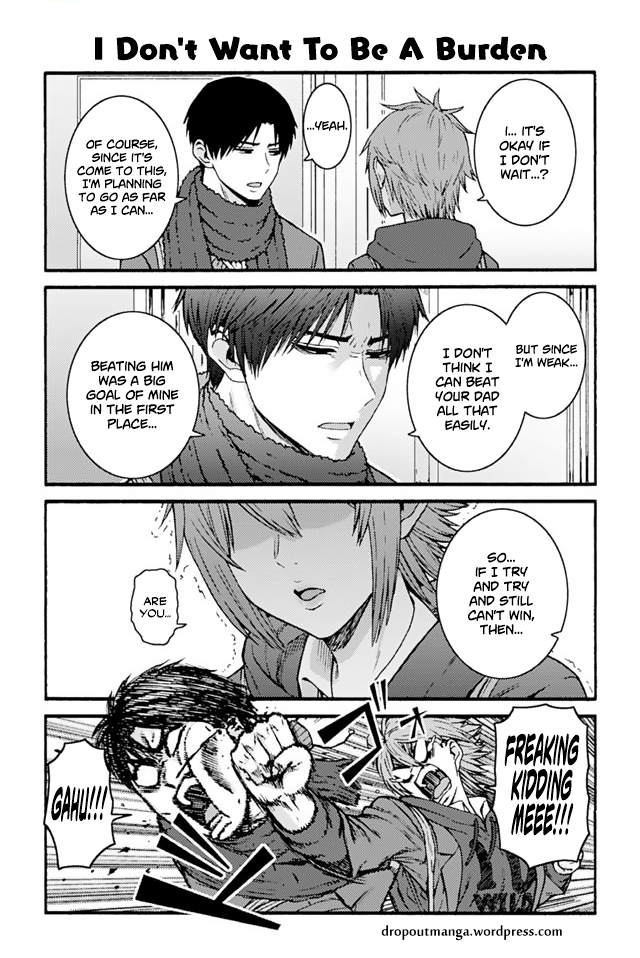 I Don't Want To Be A Burden
I... IT'S
OKAY IF
I DON'T
WAIT...?
...YEAH.
OF COURSE,
SINCE IT'S
COME TO THIS,
I'M PLANNING
TO GO AS FAR
AS I CAN...
BUT SINCE
I'M WEAK...
I DON'T
THINK I
CAN BEAT
YOUR DAD
ALL THAT
EASILY.
BEATING HIM
WAS A BIG
GOAL OF MINE
IN THE FIRST
PLACE...
SO...
IF I TRY
AND TRY
AND STILL
CAN'T WIN,
THEN...
ARE
YOU...
FREAKING
KIDDING
MEEE!!!
GAHU!!!
dropoutmanga.wordpress.com